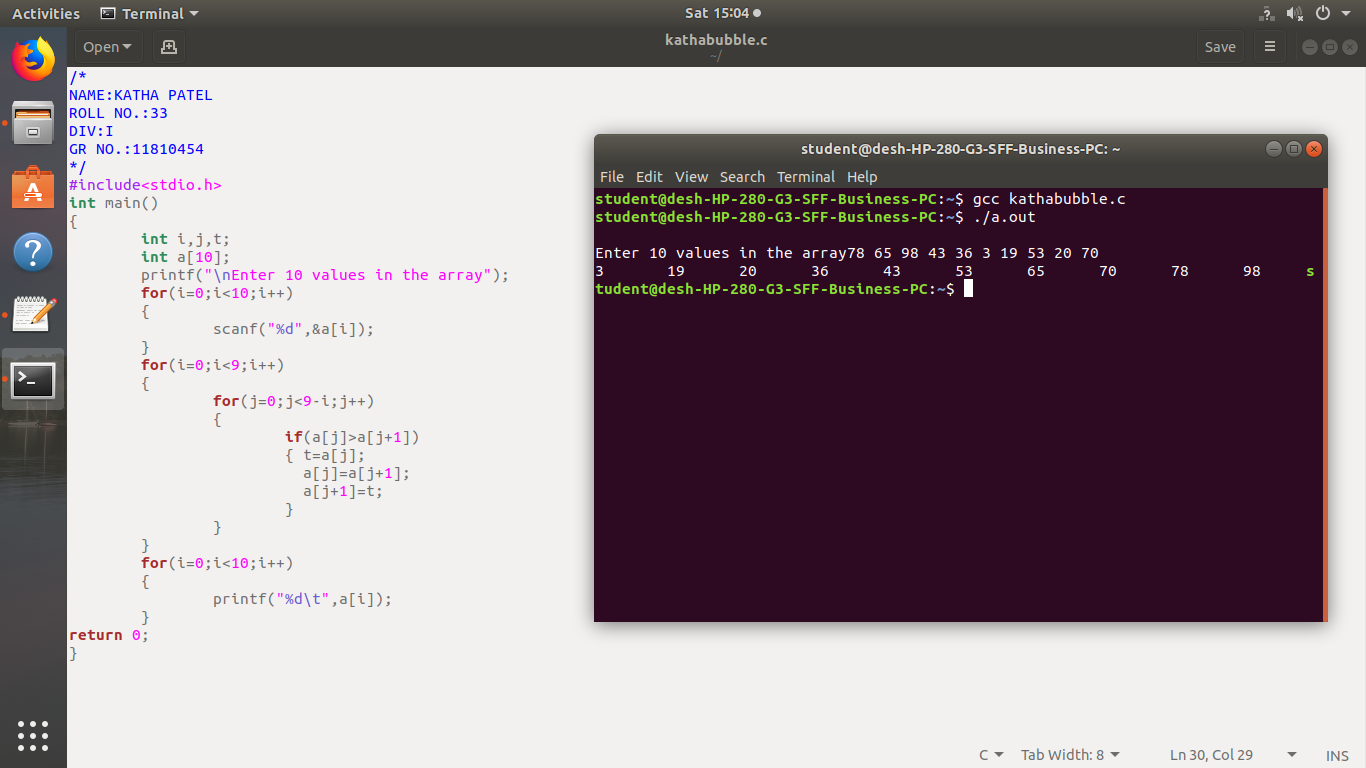 Activities Terminal Sat 15:04
Open kathabubble.c Save
~/
/*
NAME:KATHA PATEL
ROLL NO.:33
DIV:I
GR NO.:11810454
*/
#include<stdio.h>
int main()
{
int i,j,t;
int a[10];
printf("\nEnter 10 values in the array");
for(i=0;i<10;i++)
{
scanf("%d",&a[i]);
}
for(i=0;i<9;i++)
{
for(j=0;j<9-i;j++)
{
if(a[j]>a[j+1])
{ t=a[j];
a[j]=a[j+1];
a[j+1]=t;
}
}
}
for(i=0;i<10;i++)
{
printf("%d\t",a[i]);
}
return 0;
}
student@desh-HP-280-G3-SFF-Business-PC: ~
File Edit View Search Terminal Help
student@desh-HP-280-G3-SFF-Business-PC:~$ gcc kathabubble.c
student@desh-HP-280-G3-SFF-Business-PC:~$ ./a.out
Enter 10 values in the array78 65 98 43 36 3 19 53 20 70
3 19 20 36 43 53 65 70 78 98 s
tudent@desh-HP-280-G3-SFF-Business-PC:~$
C Tab Width: 8 Ln 30, Col 29 INS